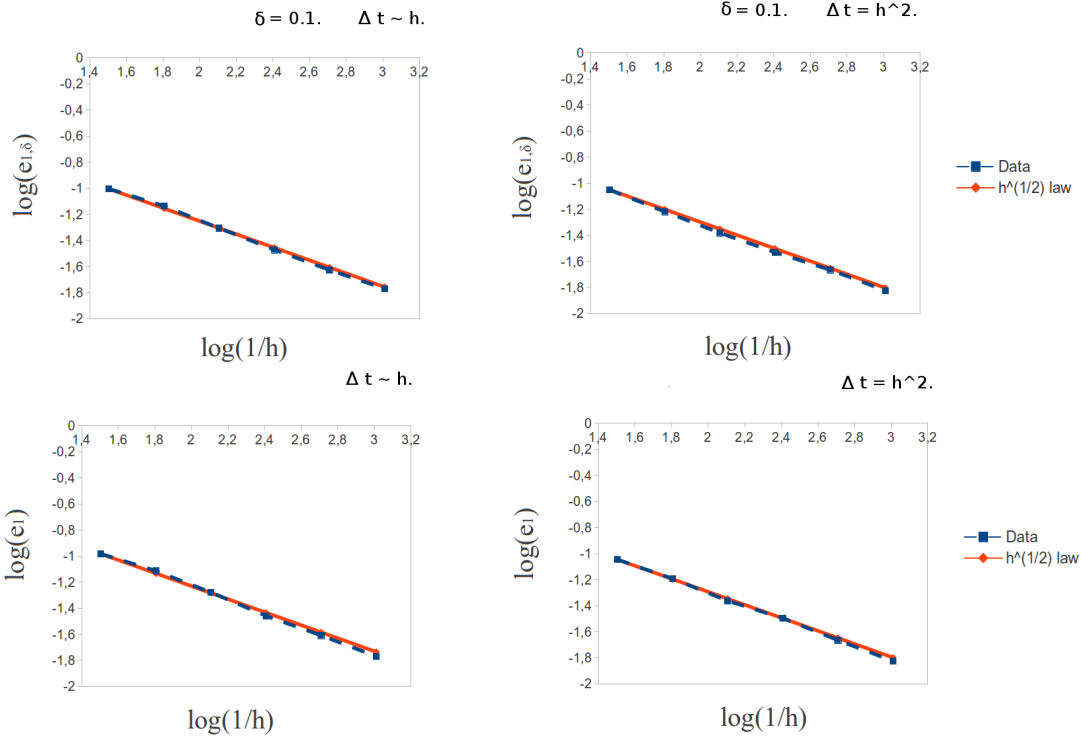 δ = 0.1. Δ t ~ h.
0
1,4 1,6 1,8 2 2,2 2,4 2,6 2,8 3 3,2
-0,2
-0,4
-0,6
-0,8
-1
-1,2
-1,4
-1,6
-1,8
-2
log(e1,δ)
log(1/h)
δ = 0.1. Δ t = h^2.
0
1,4 1,6 1,8 2 2,2 2,4 2,6 2,8 3 3,2
-0,2
-0,4
-0,6
-0,8
-1
-1,2
-1,4
-1,6
-1,8
-2
log(e1,δ)
log(1/h)
Data
h^(1/2) law
Δ t ~ h.
0
1,4 1,6 1,8 2 2,2 2,4 2,6 2,8 3 3,2
-0,2
-0,4
-0,6
-0,8
-1
-1,2
-1,4
-1,6
-1,8
-2
log(e1)
log(1/h)
Δ t = h^2.
0
1,4 1,6 1,8 2 2,2 2,4 2,6 2,8 3 3,2
-0,2
-0,4
-0,6
-0,8
-1
-1,2
-1,4
-1,6
-1,8
-2
log(e1)
log(1/h)
Data
h^(1/2) law